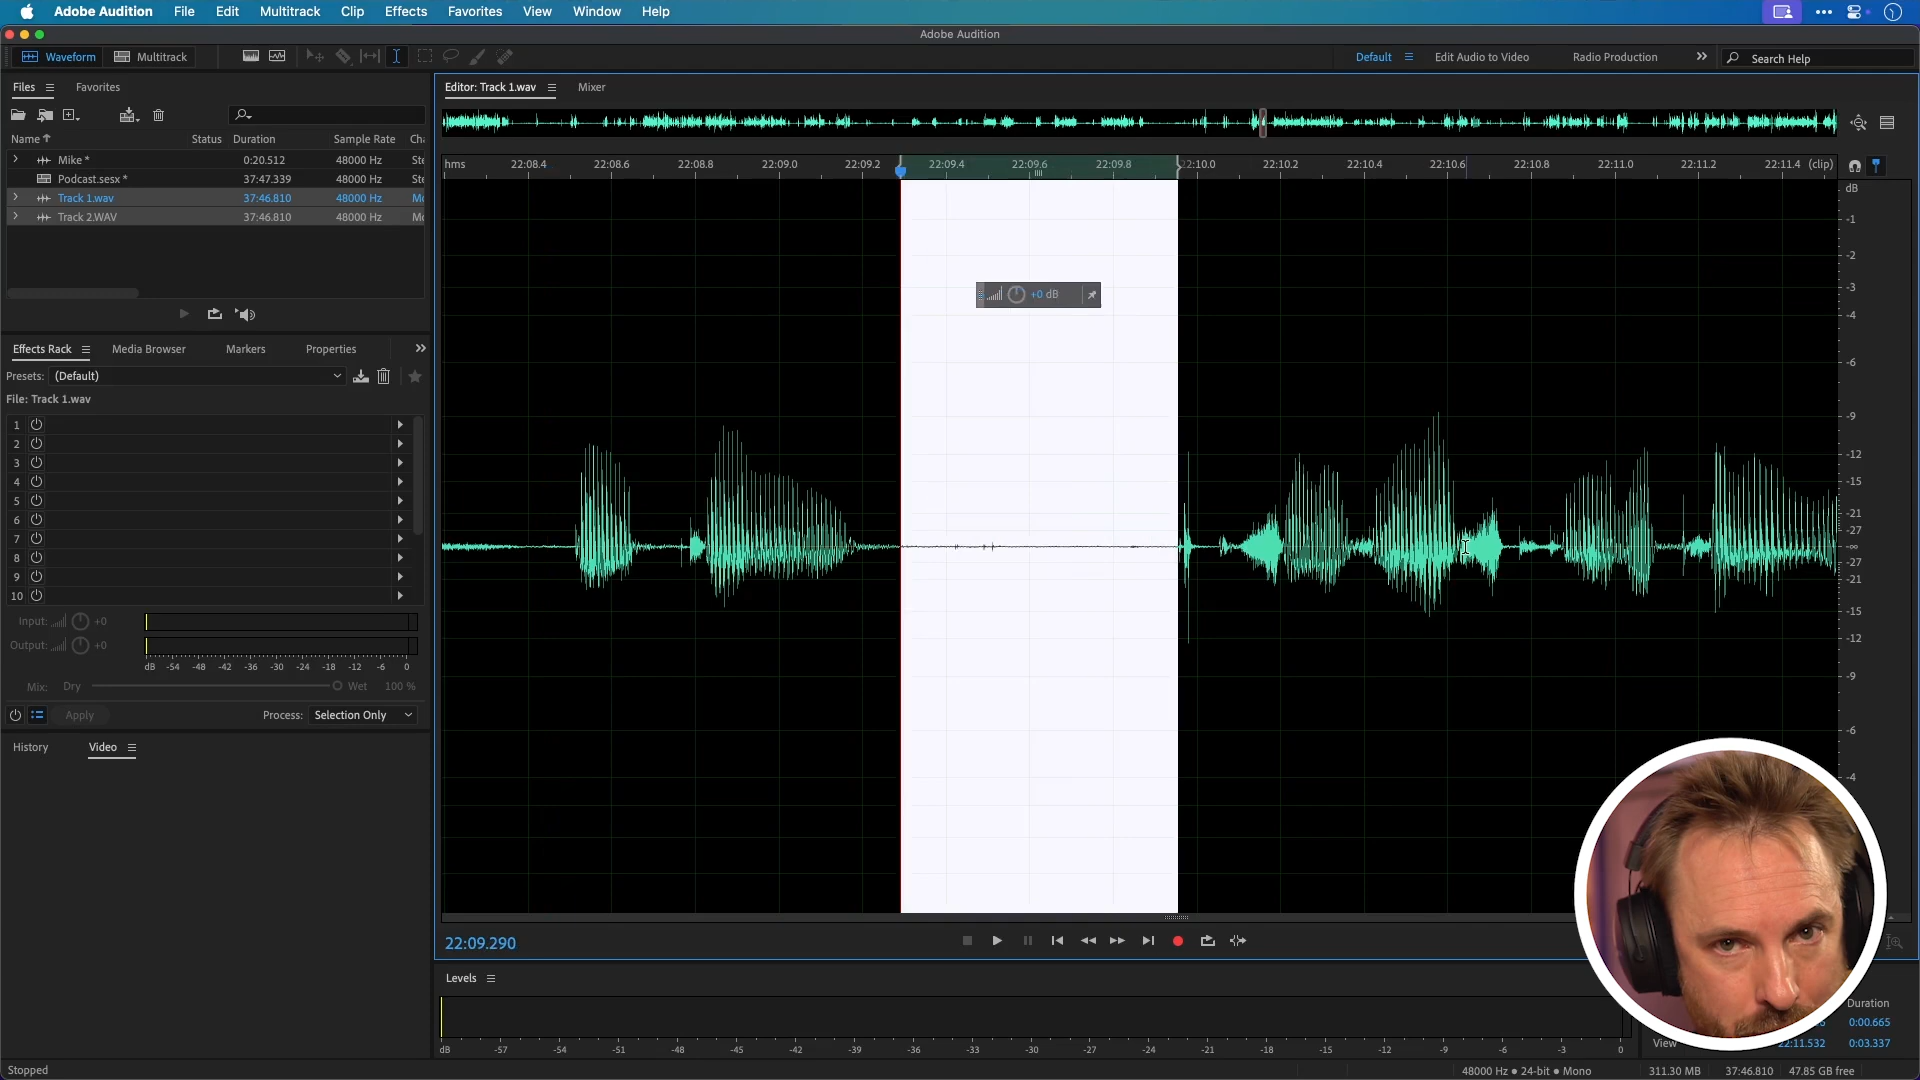 Adobe Audition File Edit Multitrack Clip Effects Favorites View Window Help
Adobe Audition
Waveform Multitrack Default Edit Audio to Video Radio Production Search Help
Files Favorites
Editor: Track 1.wav Mixer
Name Status Duration Sample Rate Cha
Mike * 0:20.512 48000 Hz Ste
Podcast.sesx * 37:47.339 48000 Hz Ste
Track 1.wav 37:46.810 48000 Hz Mo
Track 2.WAV 37:46.810 48000 Hz Mo
hms 22:08.4 22:08.6 22:08.8 22:09.0 22:09.2 22:09.4 22:09.6 22:09.8 22:10.0 22:10.2 22:10.4 22:10.6 22:10.8 22:11.0 22:11.2 22:11.4 (clip)
dB
-1
-2
-3
-4
-6
-9
-12
-15
-21
-27
-∞
-27
-21
-15
-12
-9
-6
-4
+0 dB
Effects Rack Media Browser Markers Properties
Presets: (Default)
File: Track 1.wav
1
2
3
4
5
6
7
8
9
10
Input: +0
Output: +0
dB -54 -48 -42 -36 -30 -24 -18 -12 -6 0
Mix: Dry Wet 100 %
Apply Process: Selection Only
History Video
22:09.290
Levels
dB -57 -54 -51 -48 -45 -42 -39 -36 -33 -30 -27 -24 -21 -18 -15 -12 -9 -6 -3 0
Duration
0:00.665
View 22:11.532 0:03.337
Stopped
48000 Hz ● 24-bit ● Mono 311.30 MB 37:46.810 47.85 GB free